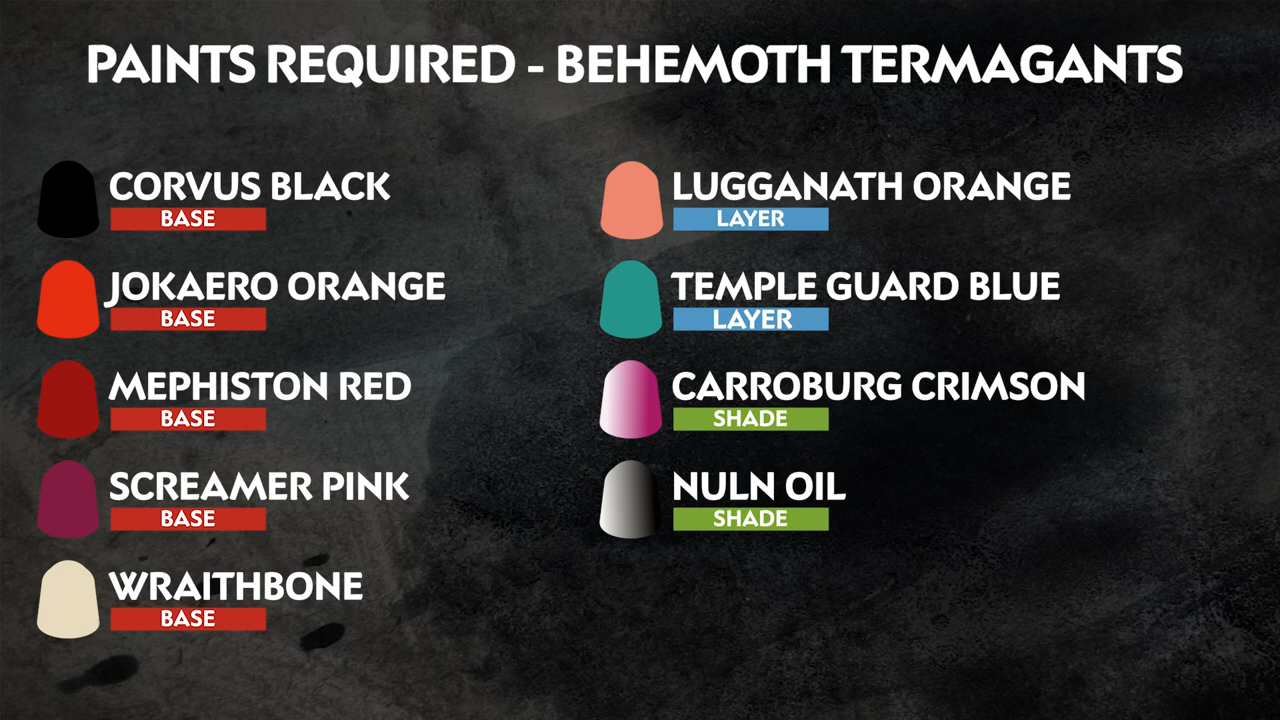 PAINTS REQUIRED - BEHEMOTH TERMAGANTS
CORVUS BLACK
BASE
JOKAERO ORANGE
BASE
MEPHISTON RED
BASE
SCREAMER PINK
BASE
WRAITHBONE
BASE
LUGGANATH ORANGE
LAYER
TEMPLE GUARD BLUE
LAYER
CARROBURG CRIMSON
SHADE
NULN OIL
SHADE